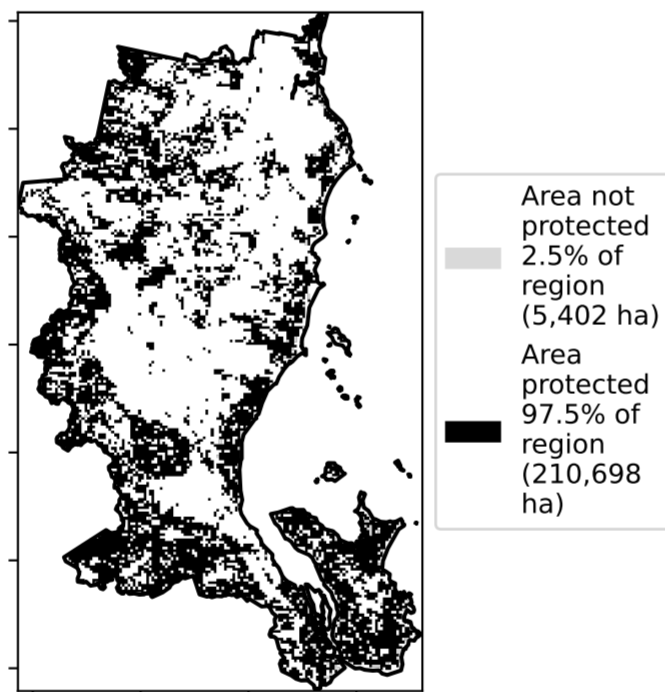 Area not
protected
2.5% of
region
(5,402 ha)
Area
protected
97.5% of
region
(210,698
ha)